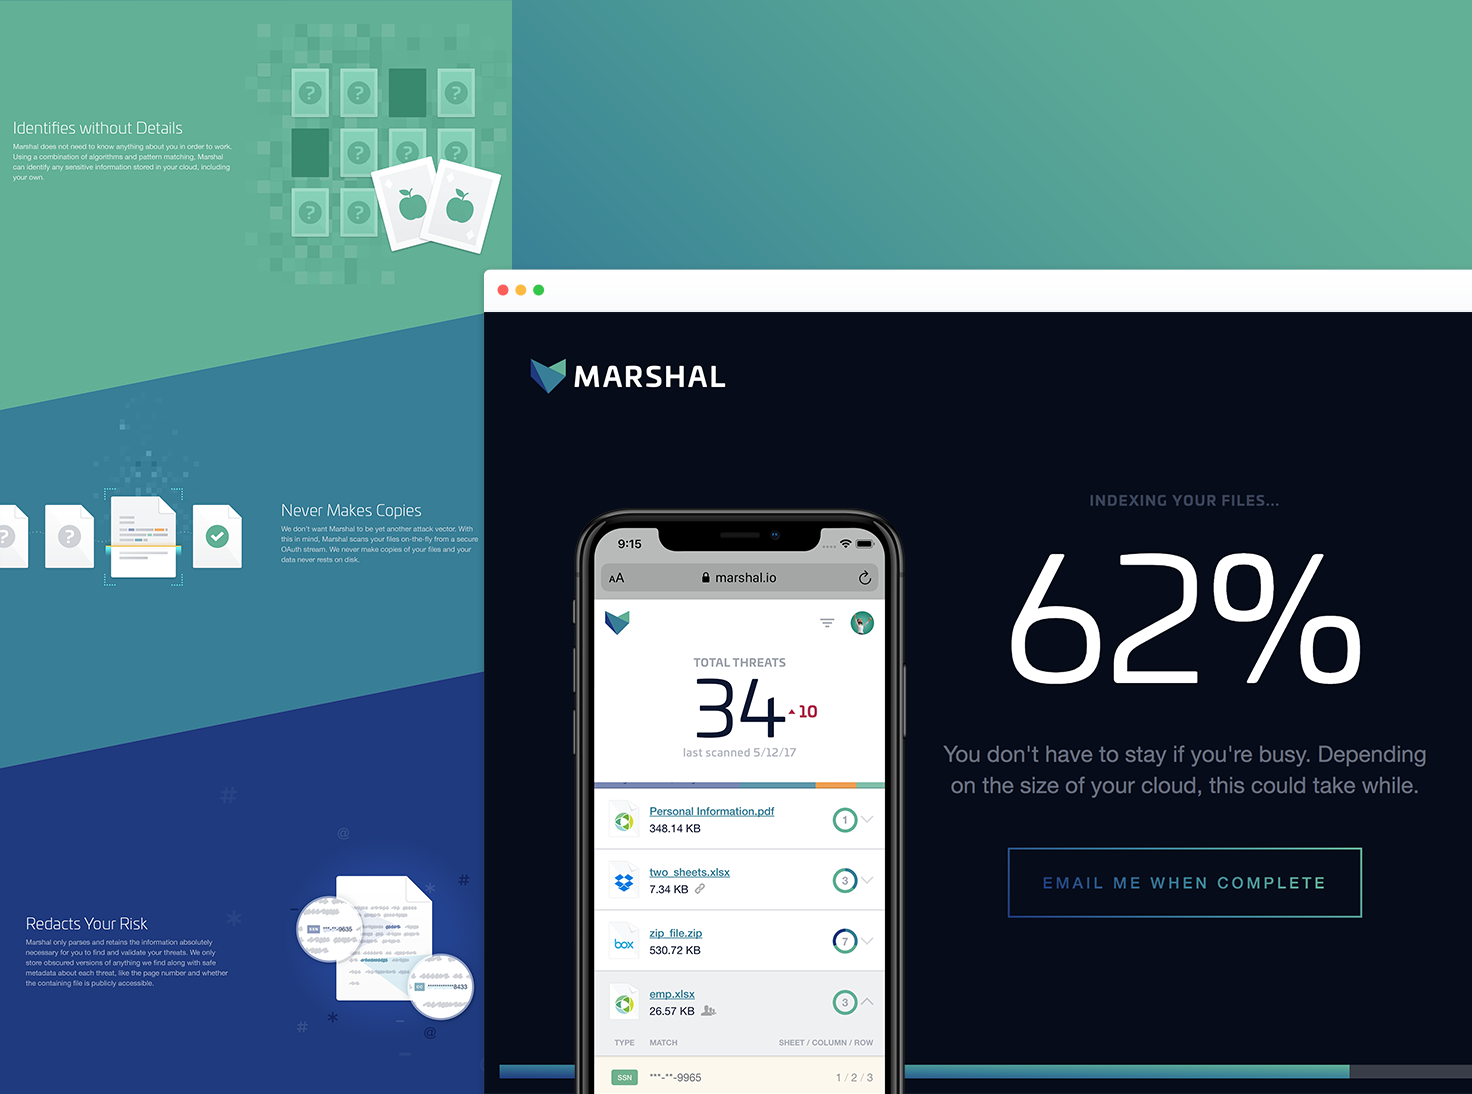 Identifies without Details
Marshal does not need to know anything about you in order to work.
Using a combination of algorithms and pattern matching, Marshal
can identify any sensitive information stored in your cloud, including
your own.
? ? ?
? ? ?
? ?
Never Makes Copies
We don't want Marshal to be yet another attack vector. With
this in mind, Marshal scans your files on-the-fly from a secure
OAuth stream. We never make copies of your files and your
data never rests on disk.
? ?
Redacts Your Risk
Marshal only parses and retains the information absolutely
necessary for you to find and validate your threats. We only
store obscured versions of anything we find along with safe
metadata about each threat, like the page number and whether
the containing file is publicly accessible.
SSN ***-**-9635
CC ************8433
MARSHAL
INDEXING YOUR FILES...
62%
You don't have to stay if you're busy. Depending
on the size of your cloud, this could take while.
EMAIL ME WHEN COMPLETE
9:15
AA marshal.io
TOTAL THREATS
34 10
last scanned 5/12/17
Personal Information.pdf
348.14 KB
1
two_sheets.xlsx
7.34 KB
3
box
zip_file.zip
530.72 KB
7
emp.xlsx
26.57 KB
3
TYPE MATCH SHEET / COLUMN / ROW
SSN ***-**-9965 1 / 2 / 3